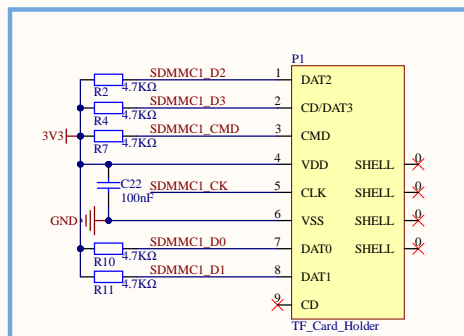 P1
SDMMC1_D2 1 DAT2
R2 4.7KΩ
SDMMC1_D3 2 CD/DAT3
R4 4.7KΩ
3V3 SDMMC1_CMD 3 CMD
R7 4.7KΩ
4 VDD SHELL 0
C22 SDMMC1_CK 5 CLK SHELL 0
100nF
GND 6 VSS SHELL 0
SDMMC1_D0 7 DAT0 SHELL 0
R10 4.7KΩ
SDMMC1_D1 8 DAT1
R11 4.7KΩ
9 CD
TF_Card_Holder